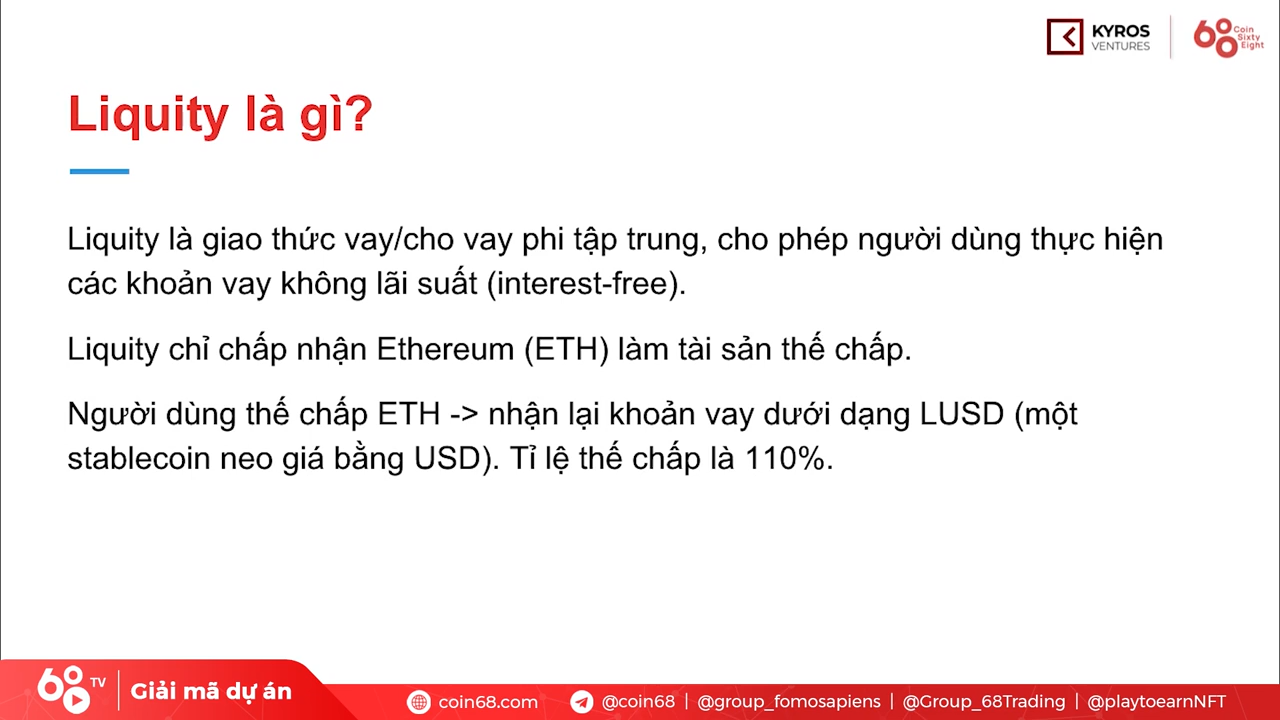 KYROS
VENTURES
68
Coin
Sixty
Eight
Liquity là gì?
Liquity là giao thức vay/cho vay phi tập trung, cho phép người dùng thực hiện
các khoản vay không lãi suất (interest-free).
Liquity chỉ chấp nhận Ethereum (ETH) làm tài sản thế chấp.
Người dùng thế chấp ETH -> nhận lại khoản vay dưới dạng LUSD (một
stablecoin neo giá bằng USD). Tỉ lệ thế chấp là 110%.
68 TV | Giải mã dự án
coin68.com @coin68 | @group_fomosapiens | @Group_68Trading | @playtoearnNFT